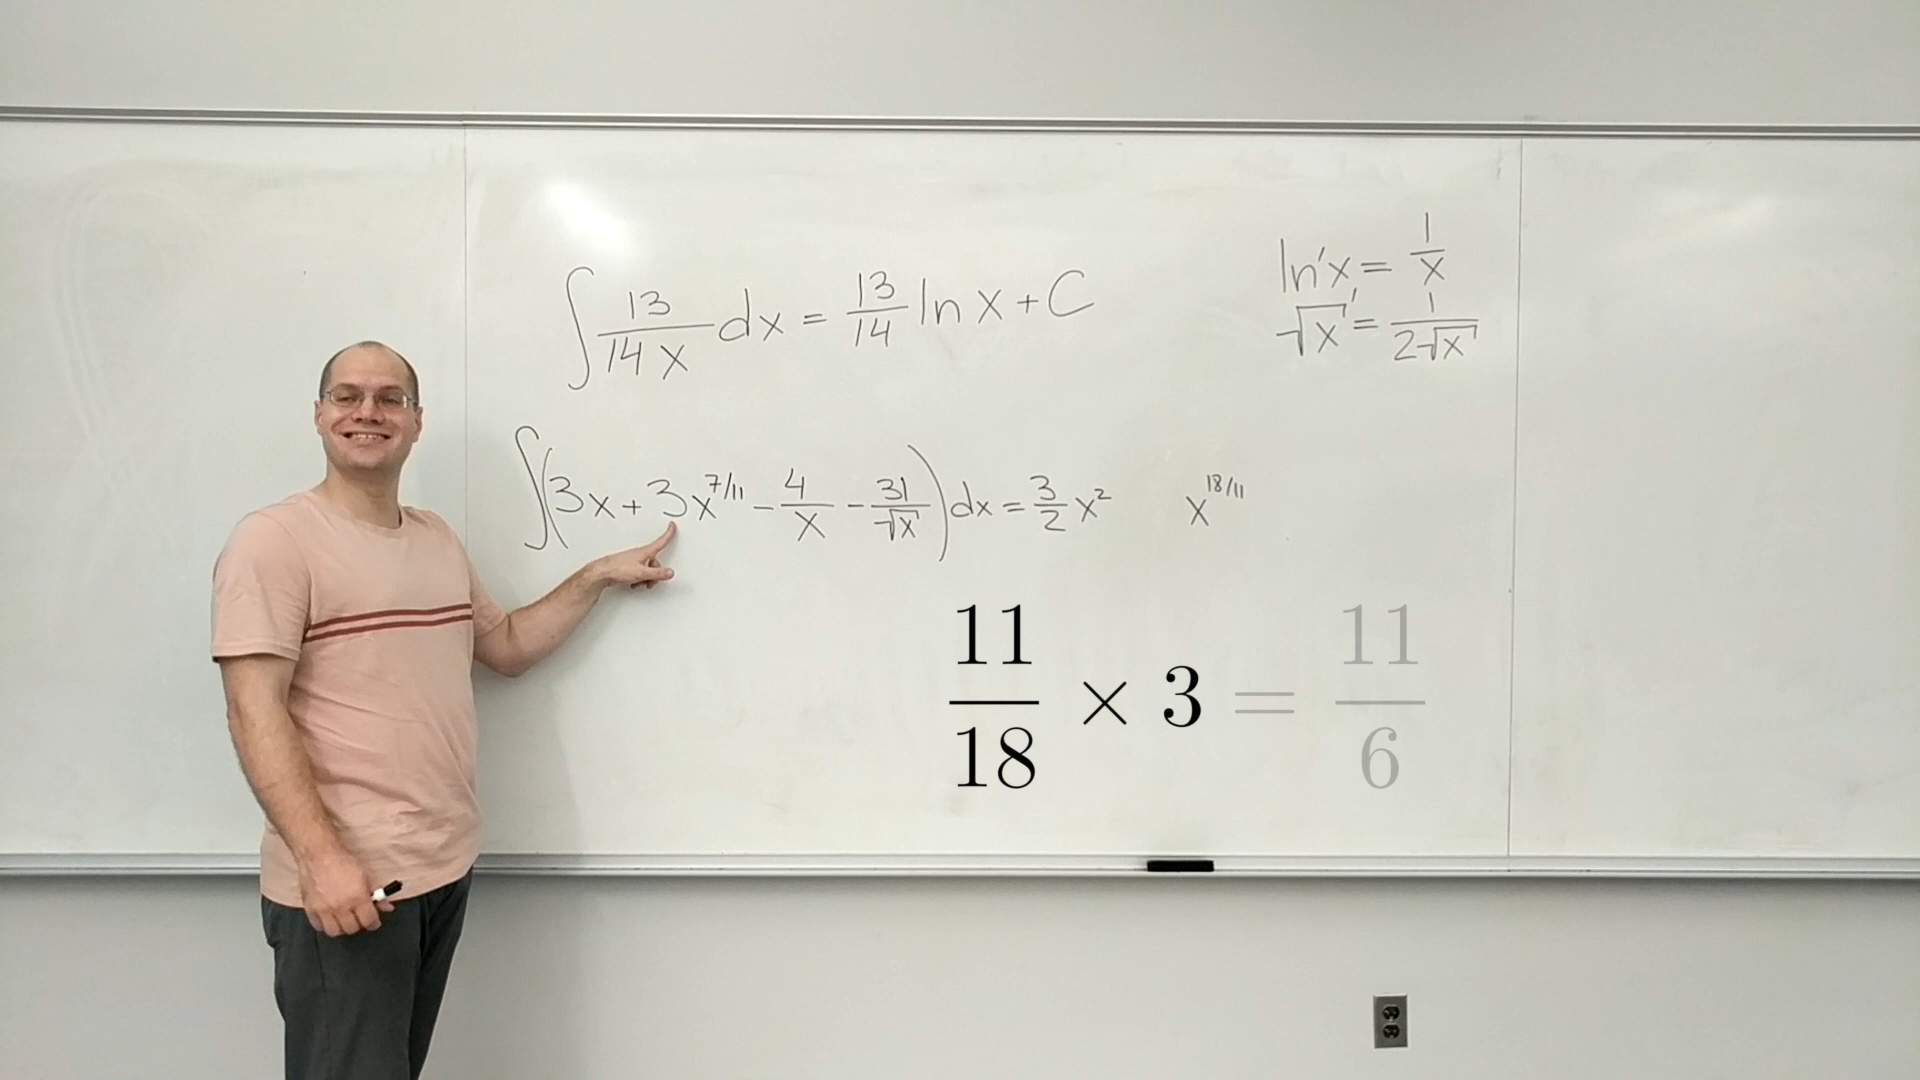 ∫ 13/14x dx = 13/14 ln x + C
ln'x = 1/x
√x' = 1/2√x
∫(3x + 3x^7/11 - 4/x - 31/√x)dx = 3/2 x² x^18/11
11/18 × 3 = 11/6